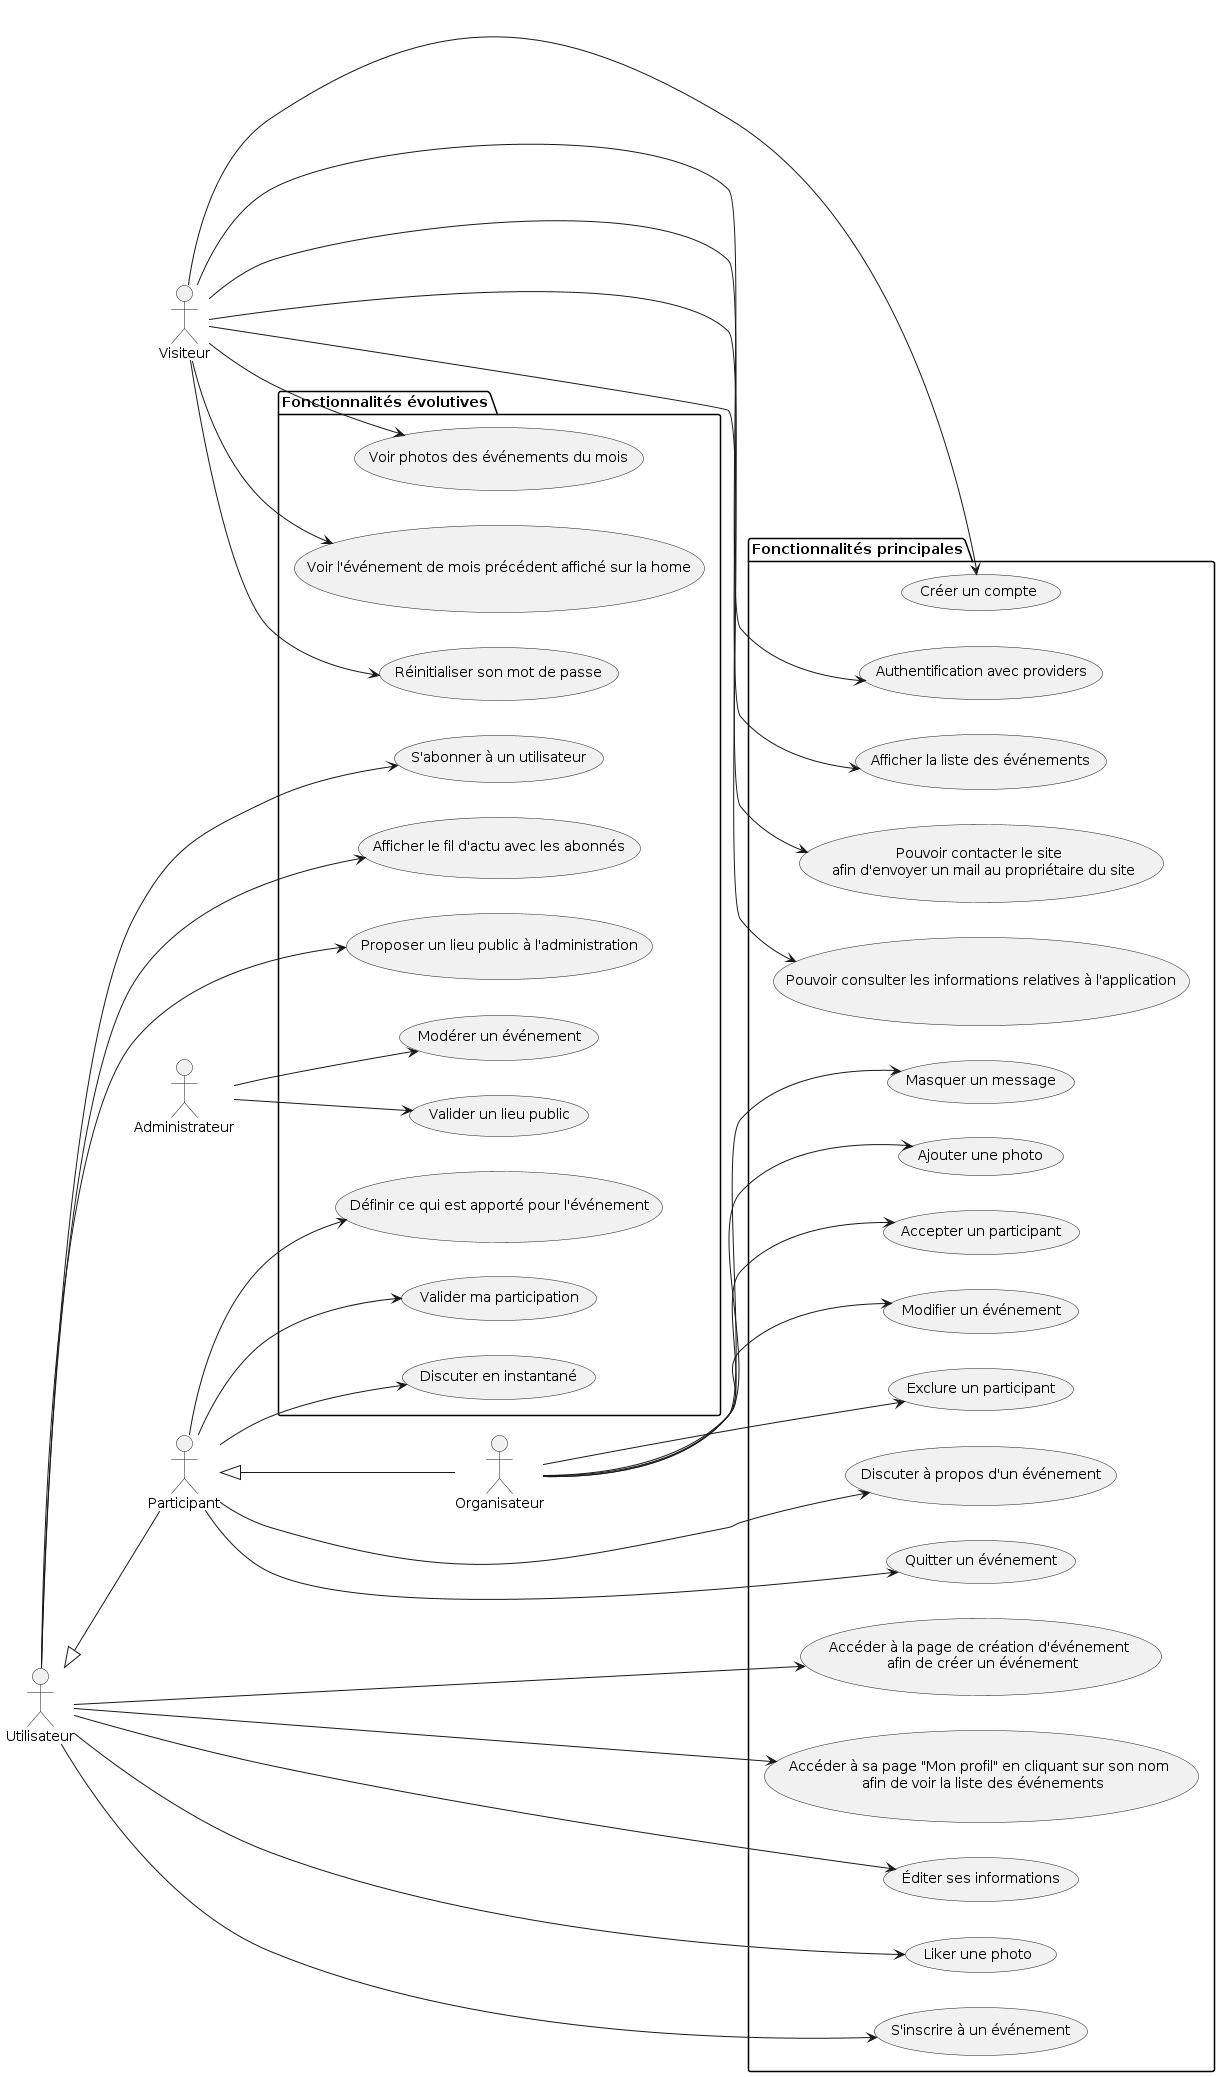 Visiteur
Fonctionnalités évolutives
Voir photos des événements du mois
Voir l'événement de mois précédent affiché sur la home
Réinitialiser son mot de passe
S'abonner à un utilisateur
Afficher le fil d'actu avec les abonnés
Proposer un lieu public à l'administration
Modérer un événement
Valider un lieu public
Administrateur
Définir ce qui est apporté pour l'événement
Valider ma participation
Discuter en instantané
Participant
Organisateur
Utilisateur
Fonctionnalités principales
Créer un compte
Authentification avec providers
Afficher la liste des événements
Pouvoir contacter le site
afin d'envoyer un mail au propriétaire du site
Pouvoir consulter les informations relatives à l'application
Masquer un message
Ajouter une photo
Accepter un participant
Modifier un événement
Exclure un participant
Discuter à propos d'un événement
Quitter un événement
Accéder à la page de création d'événement
afin de créer un événement
Accéder à sa page "Mon profil" en cliquant sur son nom
afin de voir la liste des événements
Éditer ses informations
Liker une photo
S'inscrire à un événement